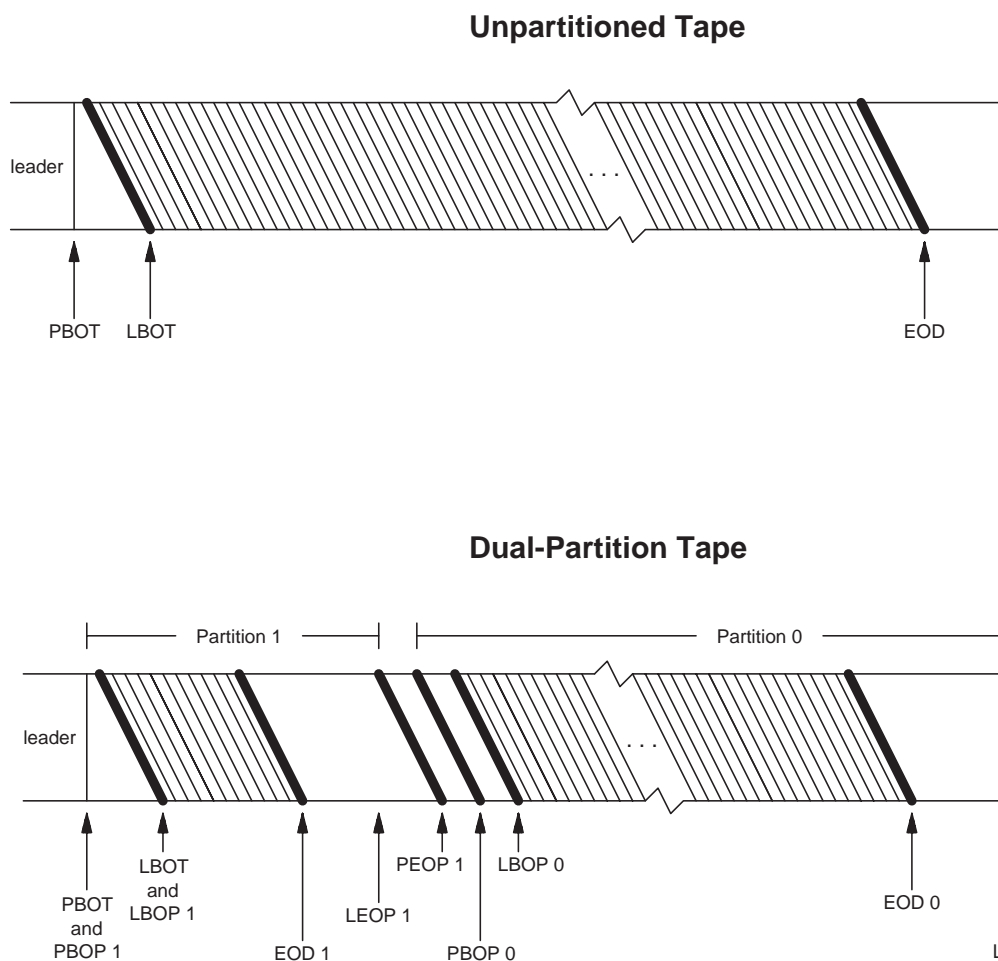 Unpartitioned Tape
leader
. . .
PBOT
LBOT
EOD
Dual-Partition Tape
Partition 1
Partition 0
leader
. . .
PEOP 1
LBOP 0
LBOT
and
LBOP 1
PBOT
and
PBOP 1
LEOP 1
EOD 0
EOD 1
PBOP 0
L